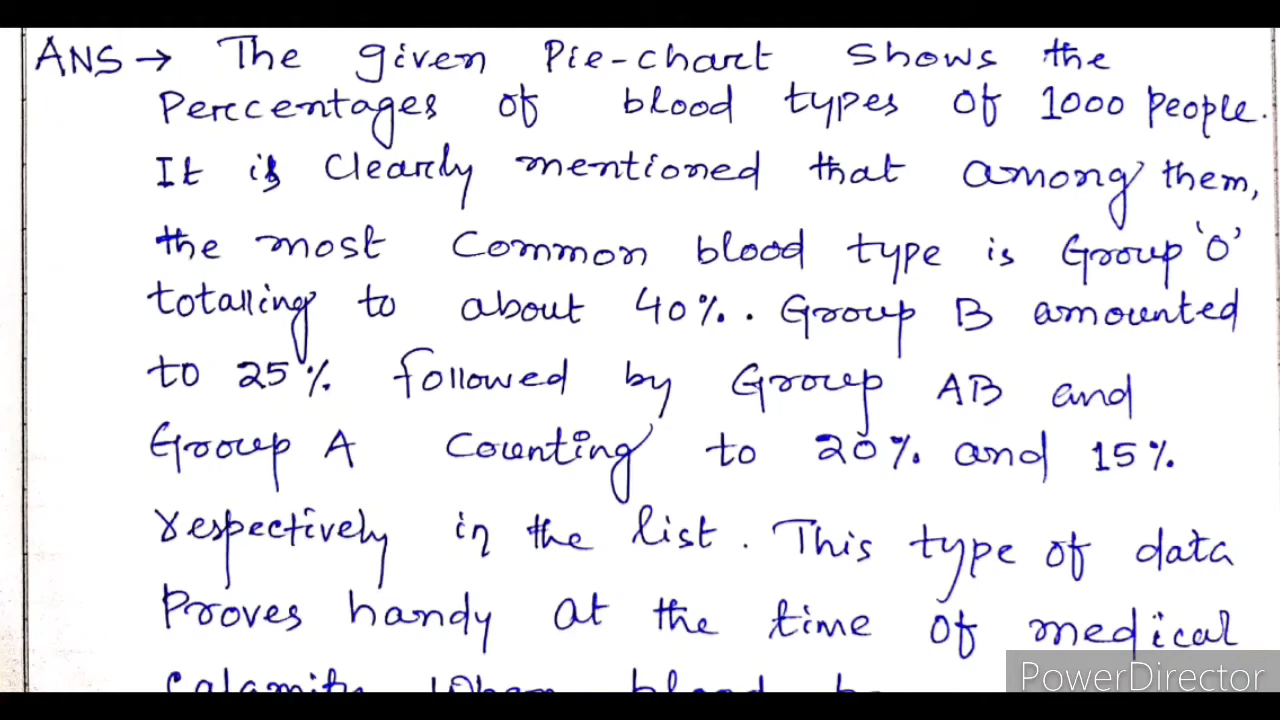 ANS → The given Pie-chart shows the
Percentages of blood types of 1000 people.
It is Clearly mentioned that among them,
the most Common blood type is Group 'O'
totalling to about 40%. Group B amounted
to 25% followed by Group AB and
Group A Counting to 20% and 15%
respectively in the list. This type of data
Proves handy at the time of medical
Calamity When blood
PowerDirector